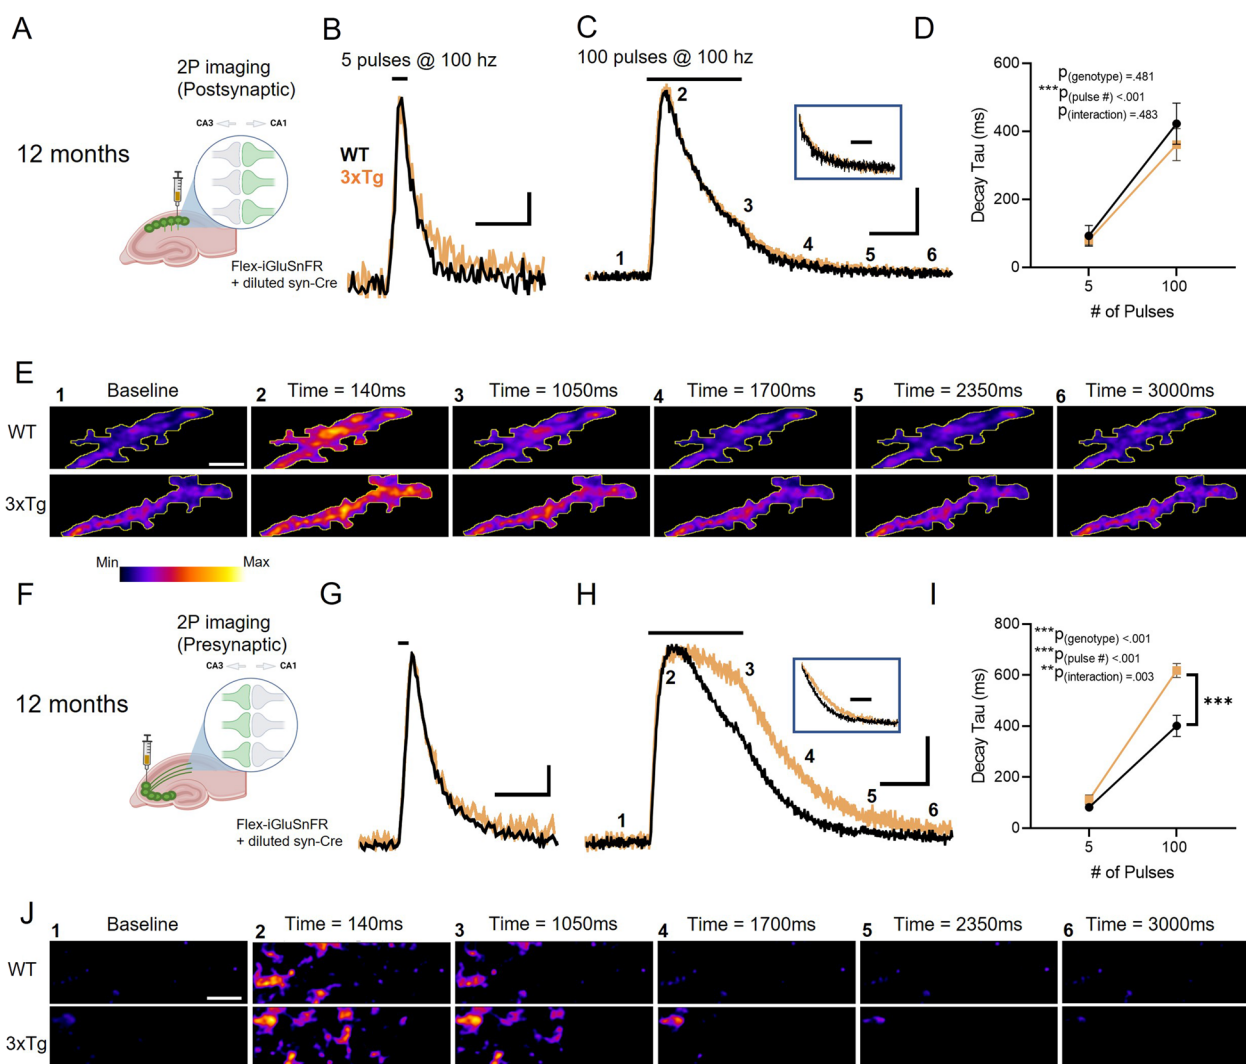 A
2P imaging
(Postsynaptic)
CA3
CA1
12 months
Flex-iGluSnFR
+ diluted syn-Cre
B
5 pulses @ 100 hz
WT
3xTg
C
100 pulses @ 100 hz
1
2
3
4
5
6
D
600
400
200
0
Decay Tau (ms)
p(genotype) =.481
***p(pulse #) <.001
p(interaction) =.483
5
100
# of Pulses
E
1 Baseline
2 Time = 140ms
3 Time = 1050ms
4 Time = 1700ms
5 Time = 2350ms
6 Time = 3000ms
WT
3xTg
Min
Max
F
2P imaging
(Presynaptic)
CA3
CA1
12 months
Flex-iGluSnFR
+ diluted syn-Cre
G
H
1
2
3
4
5
6
I
800
600
400
200
0
Decay Tau (ms)
***p(genotype) <.001
***p(pulse #) <.001
**p(interaction) =.003
***
5
100
# of Pulses
J
1 Baseline
2 Time = 140ms
3 Time = 1050ms
4 Time = 1700ms
5 Time = 2350ms
6 Time = 3000ms
WT
3xTg